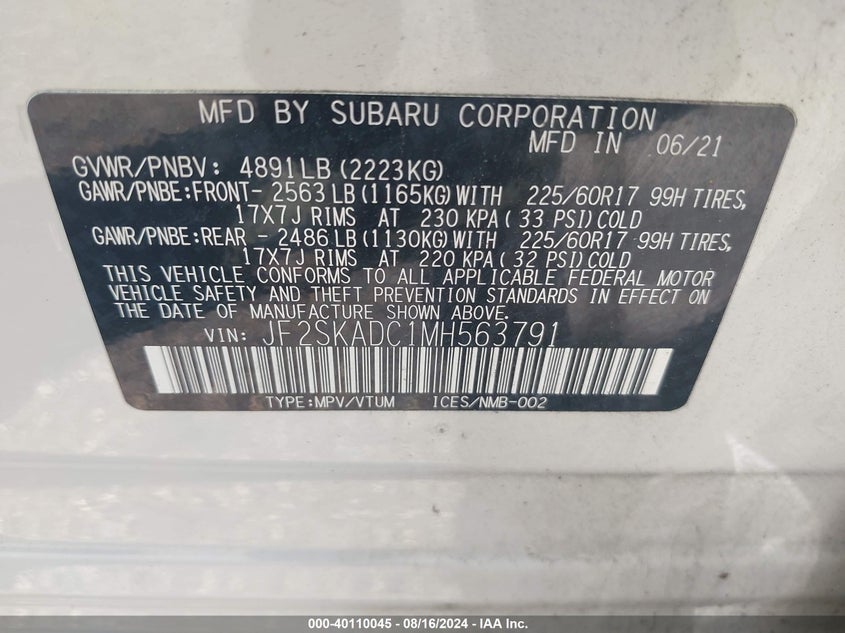 MFD BY SUBARU CORPORATION
MFD IN 06/21
GVWR/PNBV: 4891LB(2223KG)
GAWR/PNBE:FRONT- 2563LB(1165KG)WITH 225/60R17 99H TIRES,
17X7J RIMS AT 230 KPA( 33 PSI)COLD
GAWR/PNBE:REAR - 2486LB(1130KG)WITH 225/60R17 99H TIRES,
17X7J RIMS AT 220 KPA( 32 PSI)COLD
THIS VEHICLE CONFORMS TO ALL APPLICABLE FEDERAL MOTOR
VEHICLE SAFETY AND THEFT PREVENTION STANDARDS IN EFFECT ON
THE DATE OF MANUFACTURE SHOWN ABOVE.
VIN: JF2SKADC1MH563791
TYPE:MPV/VTUM ICES/NMB-002
000-40110045 - 08/16/2024 - IAA Inc.